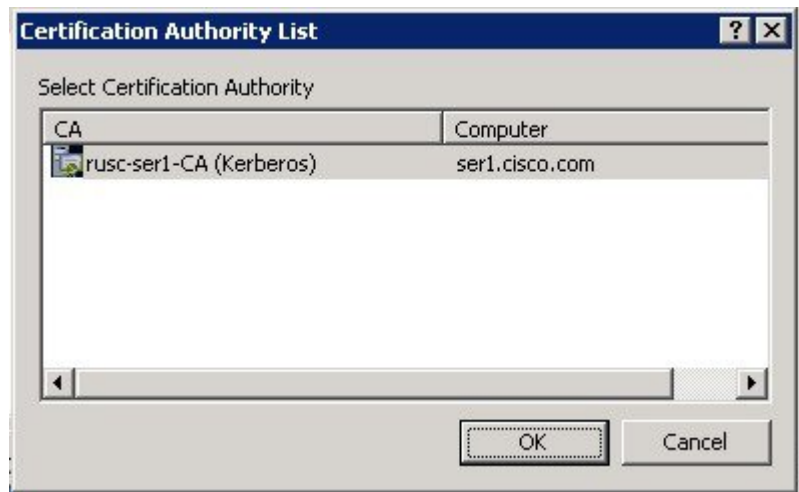 Certification Authority List
?
Select Certification Authority
CA Computer
rusc-ser1-CA (Kerberos) ser1.cisco.com
OK Cancel